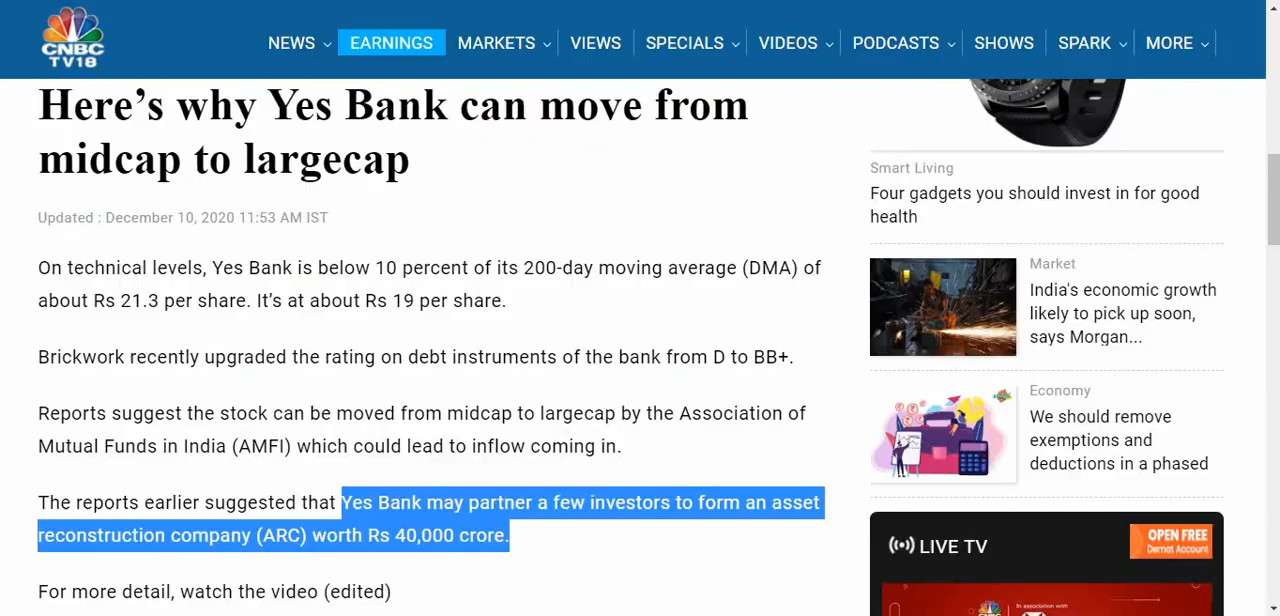 CNBC
TV18
NEWS EARNINGS MARKETS VIEWS SPECIALS VIDEOS PODCASTS SHOWS SPARK MORE
Here’s why Yes Bank can move from
midcap to largecap
Updated : December 10, 2020 11:53 AM IST
On technical levels, Yes Bank is below 10 percent of its 200-day moving average (DMA) of
about Rs 21.3 per share. It’s at about Rs 19 per share.
Brickwork recently upgraded the rating on debt instruments of the bank from D to BB+.
Reports suggest the stock can be moved from midcap to largecap by the Association of
Mutual Funds in India (AMFI) which could lead to inflow coming in.
The reports earlier suggested that Yes Bank may partner a few investors to form an asset
reconstruction company (ARC) worth Rs 40,000 crore.
For more detail, watch the video (edited)
Smart Living
Four gadgets you should invest in for good
health
Market
India's economic growth
likely to pick up soon,
says Morgan...
Economy
We should remove
exemptions and
deductions in a phased
LIVE TV
OPEN FREE
Demat Account
In association with